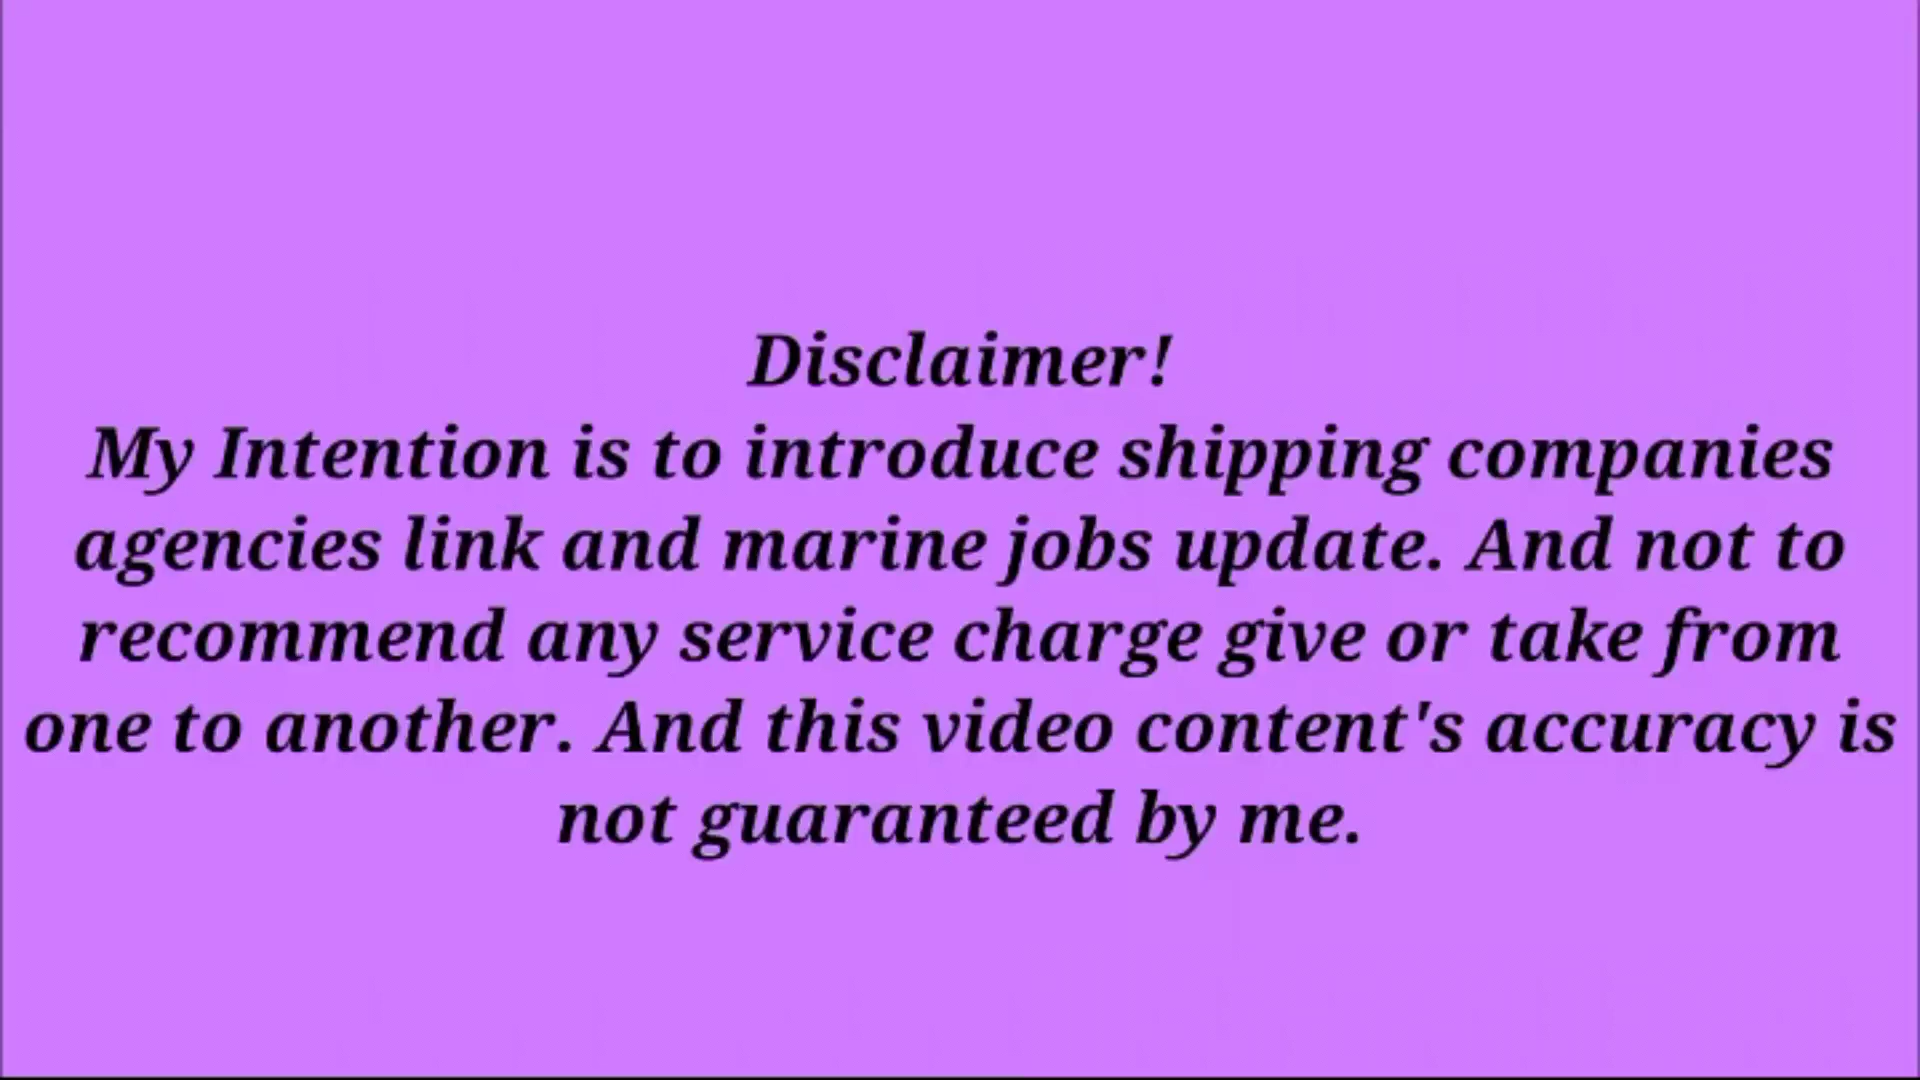 Disclaimer!
My Intention is to introduce shipping companies
agencies link and marine jobs update. And not to
recommend any service charge give or take from
one to another. And this video content's accuracy is
not guaranteed by me.